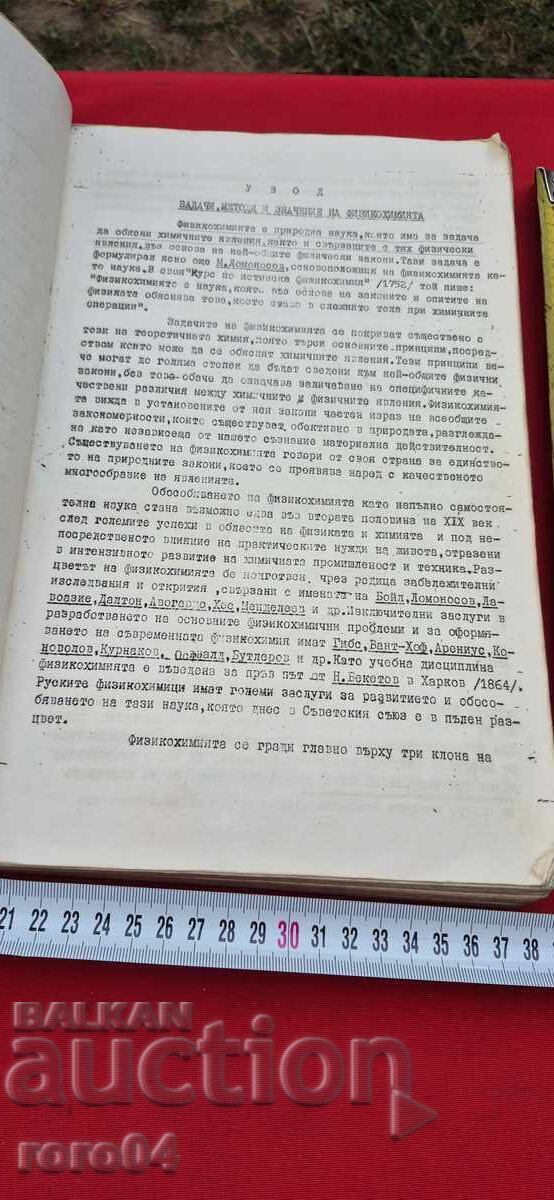 У В О Д
ЗАДАЧИ, МЕТОДИ И ЗНАЧЕНИЕ НА ФИЗИКОХИМИЯТА
Физикохимията е природна наука, която има за задача
да обясни химичните явления, както и свързаните с тях физически
явления, въз основа на най-общите физически закони. Тази задача е
формулирал ясно още М. Ломоносов, основоположник на физикохимията ка-
то наука. В своя "Курс по истинска физикохимия" /1752/ той пише:
"Физикохимията е наука, която въз основа на законите и опитите на
физиката обяснява това, което става в сложните тела при химичните
операции".
Задачите на физикохимията се покриват съществено с
тези на теоретичната химия, която търси основните принципи, посред-
ством които може да се обяснят химичните явления. Тези принципи ве-
че могат до голяма степен да бъдат сведени към най-общите физични
закони, без това обаче да означава заличаване на специфичните ка-
чествени различия между химичните и физичните явления. Физикохимия-
та вижда в установените от нея закони частен израз на всеобщите
закономерности, които съществуват обективно в природата, разглежда-
на като независеща от нашето съзнание материална действителност.
Съществуването на физикохимията говори от своя страна за единство-
то на природните закони, което се проявява наред с качественото
многообразие на явленията.
Обособяването на физикохимията като напълно самостоя-
телна наука стана възможно едва във втората половина на XIX век
след големите успехи в областта на физиката и химията и под не-
посредственото влияние на практическите нужди на живота, отразени
в интензивното развитие на химичната промишленост и техника. Раз-
цветът на физикохимията бе подготвен чрез редица забележителни
изследвания и открития, свързани с имената на Бойл, Ломоносов, Ла-
воазие, Далтон, Авогадро, Хес, Менделеев и др. Изключителни заслуги в
разработването на основните физикохимични проблеми и за оформя-
ването на съвременната физикохимия имат Гибс, Вант-Хоф, Арениус, Ко-
новолов, Курнаков, Оствалд, Бутлеров и др. Като учебна дисциплина
физикохимията е въведена за пръв път от Н. Бекетов в Харков /1864/.
Руските физикохимици имат големи заслуги за развитието и обосо-
бяването на тази наука, която днес в Съветския съюз е в пълен раз-
цвет.
Физикохимията се гради главно върху три клона на
21 22 23 24 25 26 27 28 29 30 31 32 33 34 35 36 37 38
BALKAN
auction
roro04